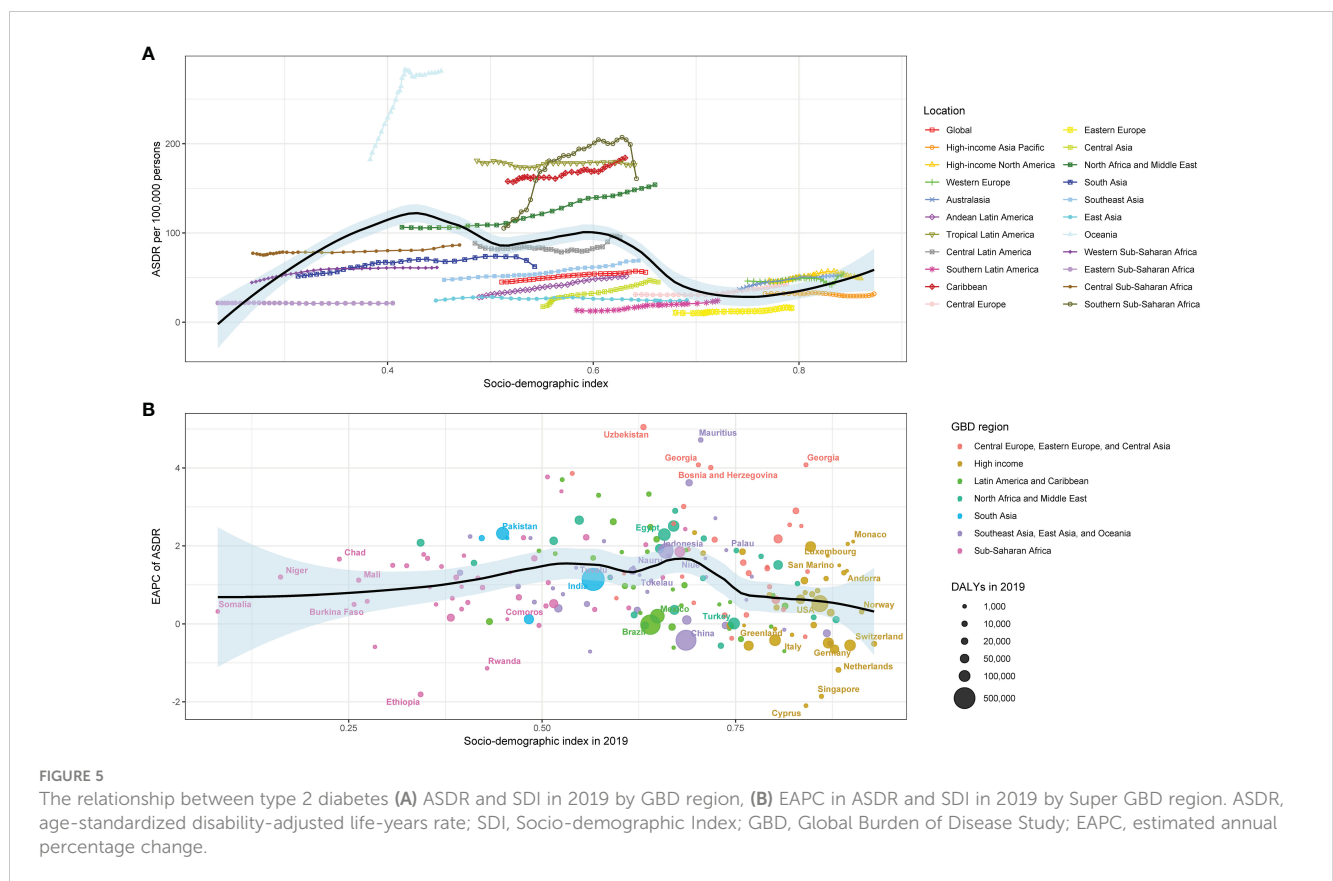 A
ASDR per 100,000 persons
200
100
0
0.4
0.6
0.8
Socio-demographic index
Location
Global
High-income Asia Pacific
High-income North America
Western Europe
Australasia
Andean Latin America
Tropical Latin America
Central Latin America
Southern Latin America
Caribbean
Central Europe
Eastern Europe
Central Asia
North Africa and Middle East
South Asia
Southeast Asia
East Asia
Oceania
Western Sub-Saharan Africa
Eastern Sub-Saharan Africa
Central Sub-Saharan Africa
Southern Sub-Saharan Africa
B
EAPC of ASDR
4
2
0
-2
0.25
0.50
0.75
Socio-demographic index in 2019
Uzbekistan
Mauritius
Georgia
Georgia
Bosnia and Herzegovina
Pakistan
Egypt
Indonesia
Palau
Monaco
Luxembourg
Chad
Niger
Mali
Nauru
Niue
San Marino
Andorra
India
Tokelau
Somalia
Burkina Faso
Comoros
Mexico
USA
Norway
Brazil
China
Turkey
Greenland
Italy
Switzerland
Germany
Rwanda
Netherlands
Ethiopia
Singapore
Cyprus
GBD region
Central Europe, Eastern Europe, and Central Asia
High income
Latin America and Caribbean
North Africa and Middle East
South Asia
Southeast Asia, East Asia, and Oceania
Sub-Saharan Africa
DALYs in 2019
1,000
10,000
20,000
50,000
100,000
500,000
FIGURE 5
The relationship between type 2 diabetes (A) ASDR and SDI in 2019 by GBD region, (B) EAPC in ASDR and SDI in 2019 by Super GBD region. ASDR,
age-standardized disability-adjusted life-years rate; SDI, Socio-demographic Index; GBD, Global Burden of Disease Study; EAPC, estimated annual
percentage change.